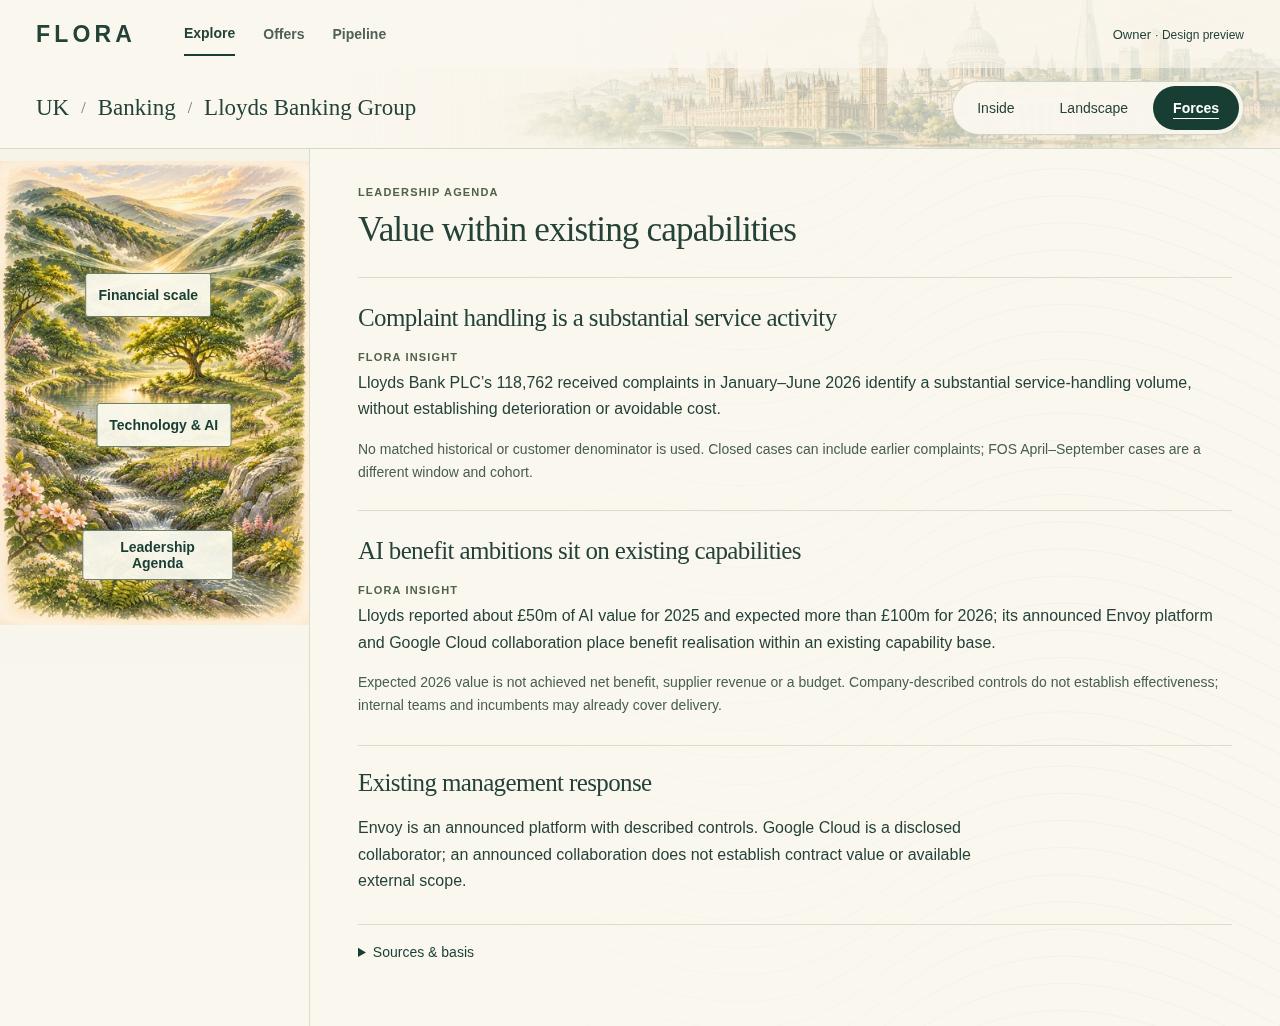 FLORA
Explore
Offers
Pipeline
Owner · Design preview
UK / Banking / Lloyds Banking Group
Inside
Landscape
Forces
Financial scale
Technology & AI
Leadership
Agenda
LEADERSHIP AGENDA
Value within existing capabilities
Complaint handling is a substantial service activity
FLORA INSIGHT
Lloyds Bank PLC’s 118,762 received complaints in January–June 2026 identify a substantial service-handling volume,
without establishing deterioration or avoidable cost.
No matched historical or customer denominator is used. Closed cases can include earlier complaints; FOS April–September cases are a
different window and cohort.
AI benefit ambitions sit on existing capabilities
FLORA INSIGHT
Lloyds reported about £50m of AI value for 2025 and expected more than £100m for 2026; its announced Envoy platform
and Google Cloud collaboration place benefit realisation within an existing capability base.
Expected 2026 value is not achieved net benefit, supplier revenue or a budget. Company-described controls do not establish effectiveness;
internal teams and incumbents may already cover delivery.
Existing management response
Envoy is an announced platform with described controls. Google Cloud is a disclosed
collaborator; an announced collaboration does not establish contract value or available
external scope.
Sources & basis